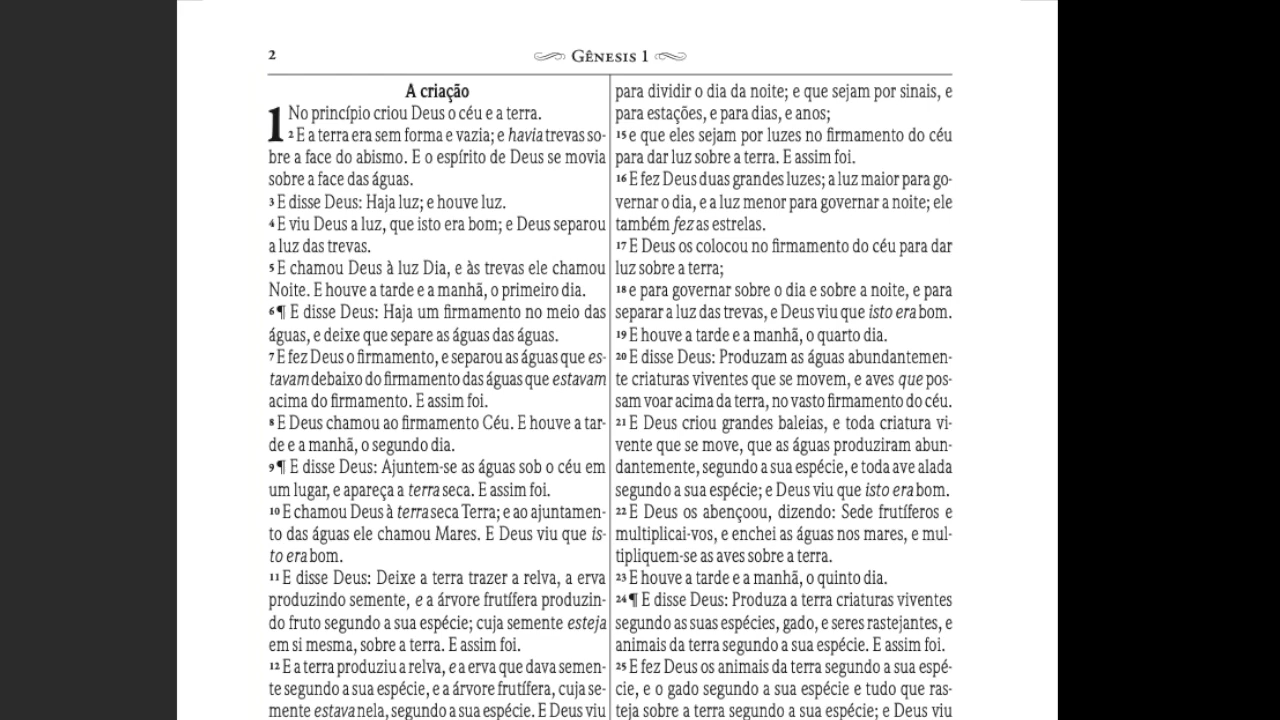 2
Gênesis 1
A criação
1 No princípio criou Deus o céu e a terra.
2 E a terra era sem forma e vazia; e havia trevas so-
bre a face do abismo. E o espírito de Deus se movia
sobre a face das águas.
3 E disse Deus: Haja luz; e houve luz.
4 E viu Deus a luz, que isto era bom; e Deus separou
a luz das trevas.
5 E chamou Deus à luz Dia, e às trevas ele chamou
Noite. E houve a tarde e a manhã, o primeiro dia.
6 ¶ E disse Deus: Haja um firmamento no meio das
águas, e deixe que separe as águas das águas.
7 E fez Deus o firmamento, e separou as águas que es-
tavam debaixo do firmamento das águas que estavam
acima do firmamento. E assim foi.
8 E Deus chamou ao firmamento Céu. E houve a tar-
de e a manhã, o segundo dia.
9 ¶ E disse Deus: Ajuntem-se as águas sob o céu em
um lugar, e apareça a terra seca. E assim foi.
10 E chamou Deus à terra seca Terra; e ao ajuntamen-
to das águas ele chamou Mares. E Deus viu que is-
to era bom.
11 E disse Deus: Deixe a terra trazer a relva, a erva
produzindo semente, e a árvore frutífera produzin-
do fruto segundo a sua espécie; cuja semente esteja
em si mesma, sobre a terra. E assim foi.
12 E a terra produziu a relva, e a erva que dava semen-
te segundo a sua espécie, e a árvore frutífera, cuja se-
mente estava nela, segundo a sua espécie. E Deus viu
para dividir o dia da noite; e que sejam por sinais, e
para estações, e para dias, e anos;
15 e que eles sejam por luzes no firmamento do céu
para dar luz sobre a terra. E assim foi.
16 E fez Deus duas grandes luzes; a luz maior para go-
vernar o dia, e a luz menor para governar a noite; ele
também fez as estrelas.
17 E Deus os colocou no firmamento do céu para dar
luz sobre a terra;
18 e para governar sobre o dia e sobre a noite, e para
separar a luz das trevas, e Deus viu que isto era bom.
19 E houve a tarde e a manhã, o quarto dia.
20 E disse Deus: Produzam as águas abundantemen-
te criaturas viventes que se movem, e aves que pos-
sam voar acima da terra, no vasto firmamento do céu.
21 E Deus criou grandes baleias, e toda criatura vi-
vente que se move, que as águas produziram abun-
dantemente, segundo a sua espécie, e toda ave alada
segundo a sua espécie; e Deus viu que isto era bom.
22 E Deus os abençoou, dizendo: Sede frutíferos e
multiplicai-vos, e enchei as águas nos mares, e mul-
tipliquem-se as aves sobre a terra.
23 E houve a tarde e a manhã, o quinto dia.
24 ¶ E disse Deus: Produza a terra criaturas viventes
segundo as suas espécies, gado, e seres rastejantes, e
animais da terra segundo a sua espécie. E assim foi.
25 E fez Deus os animais da terra segundo a sua espé-
cie, e o gado segundo a sua espécie e tudo que ras-
teja sobre a terra segundo a sua espécie; e Deus viu